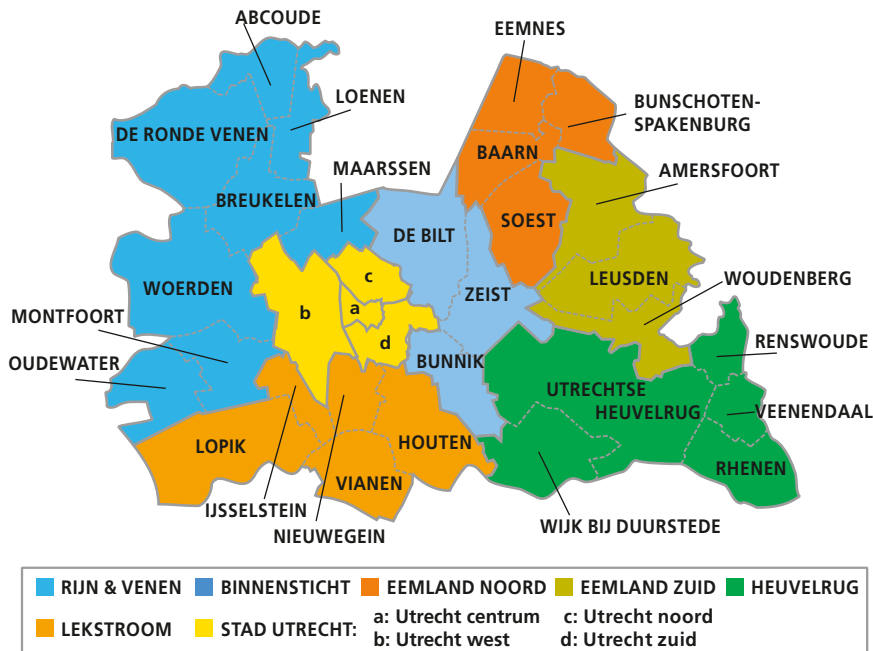 ABCOUDE
EEMNES
LOENEN
BUNSCHOTEN-
SPAKENBURG
DE RONDE VENEN
BAARN
MAARSSEN
AMERSFOORT
BREUKELEN
SOEST
DE BILT
c
LEUSDEN
WOUDENBERG
WOERDEN
ZEIST
b
a
MONTFOORT
d
RENSWOUDE
OUDEWATER
BUNNIK
UTRECHTSE
HEUVELRUG
VEENENDAAL
LOPIK
HOUTEN
RHENEN
VIANEN
IJSSELSTEIN
WIJK BIJ DUURSTEDE
NIEUWEGEIN
RIJN & VENEN BINNENSTICHT EEMLAND NOORD EEMLAND ZUID HEUVELRUG
LEKSTROOM STAD UTRECHT: a: Utrecht centrum c: Utrecht noord
b: Utrecht west d: Utrecht zuid